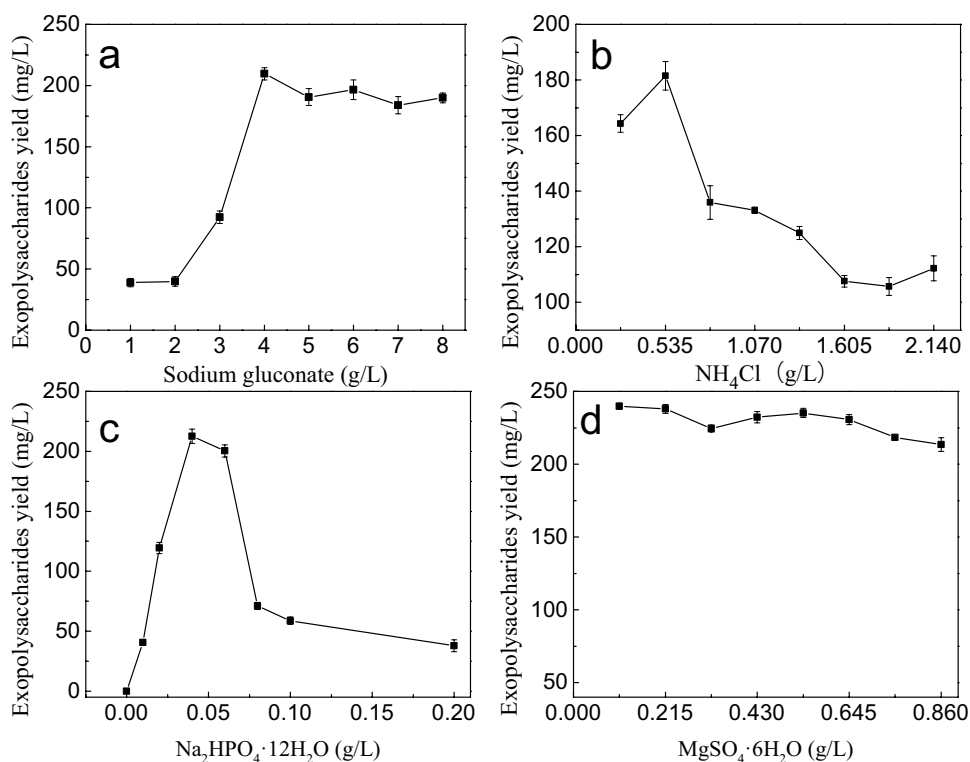 a
Exopolysaccharides yield (mg/L)
250
200
150
100
50
0
0 1 2 3 4 5 6 7 8
Sodium gluconate (g/L)
b
Exopolysaccharides yield (mg/L)
200
180
160
140
120
100
0.000 0.535 1.070 1.605 2.140
NH₄Cl (g/L)
c
Exopolysaccharides yield (mg/L)
250
200
150
100
50
0
0.00 0.05 0.10 0.15 0.20
Na₂HPO₄·12H₂O (g/L)
d
Exopolysaccharides yield (mg/L)
250
200
150
100
50
0.000 0.215 0.430 0.645 0.860
MgSO₄·6H₂O (g/L)